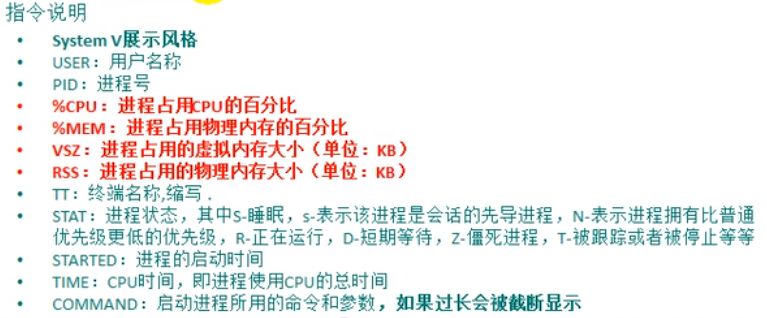 指令说明
• System V展示风格
• USER：用户名称
• PID：进程号
• %CPU：进程占用CPU的百分比
• %MEM：进程占用物理内存的百分比
• VSZ：进程占用的虚拟内存大小（单位：KB）
• RSS：进程占用的物理内存大小（单位：KB）
• TT：终端名称,缩写 .
• STAT：进程状态，其中S-睡眠，s-表示该进程是会话的先导进程，N-表示进程拥有比普通
优先级更低的优先级，R-正在运行，D-短期等待，Z-僵死进程，T-被跟踪或者被停止等等
• STARTED：进程的启动时间
• TIME：CPU时间，即进程使用CPU的总时间
• COMMAND：启动进程所用的命令和参数，如果过长会被截断显示